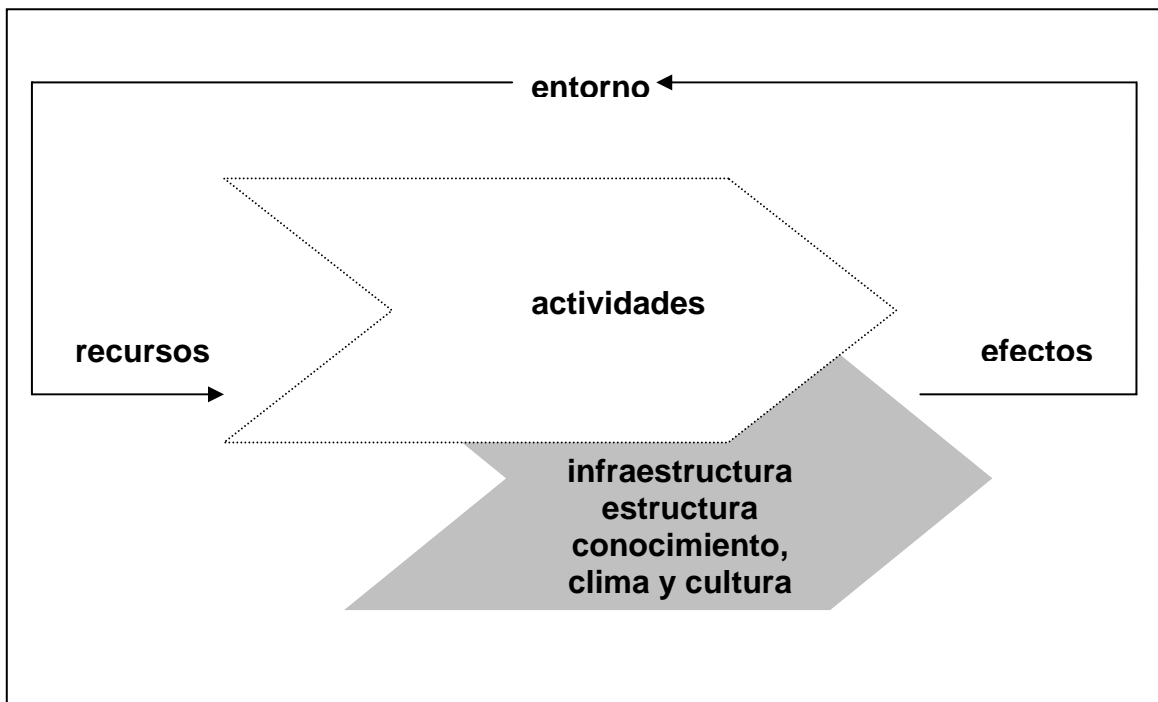 entorno
actividades
recursos
efectos
infraestructura
estructura
conocimiento,
clima y cultura